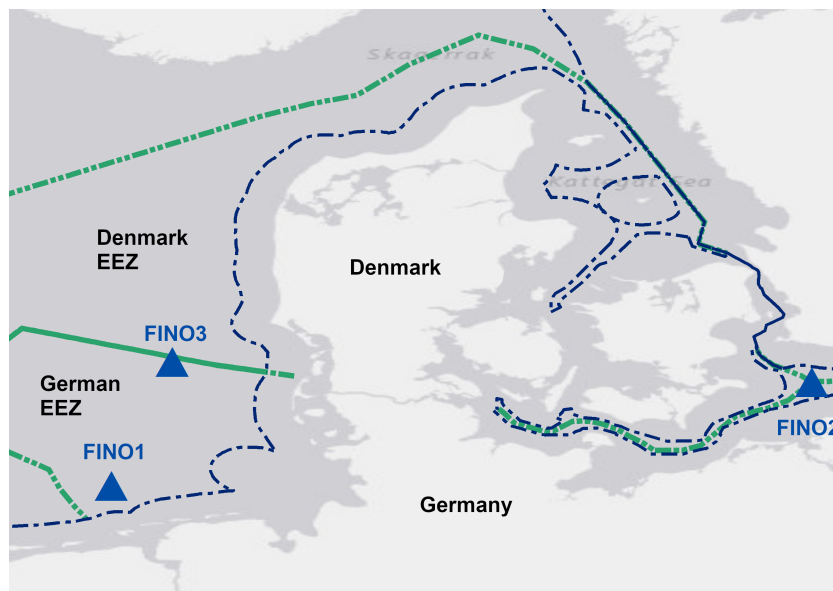 Skagerrak
Kattegat Sea
Denmark
EEZ
Denmark
FINO3
German
EEZ
FINO2
FINO1
Germany